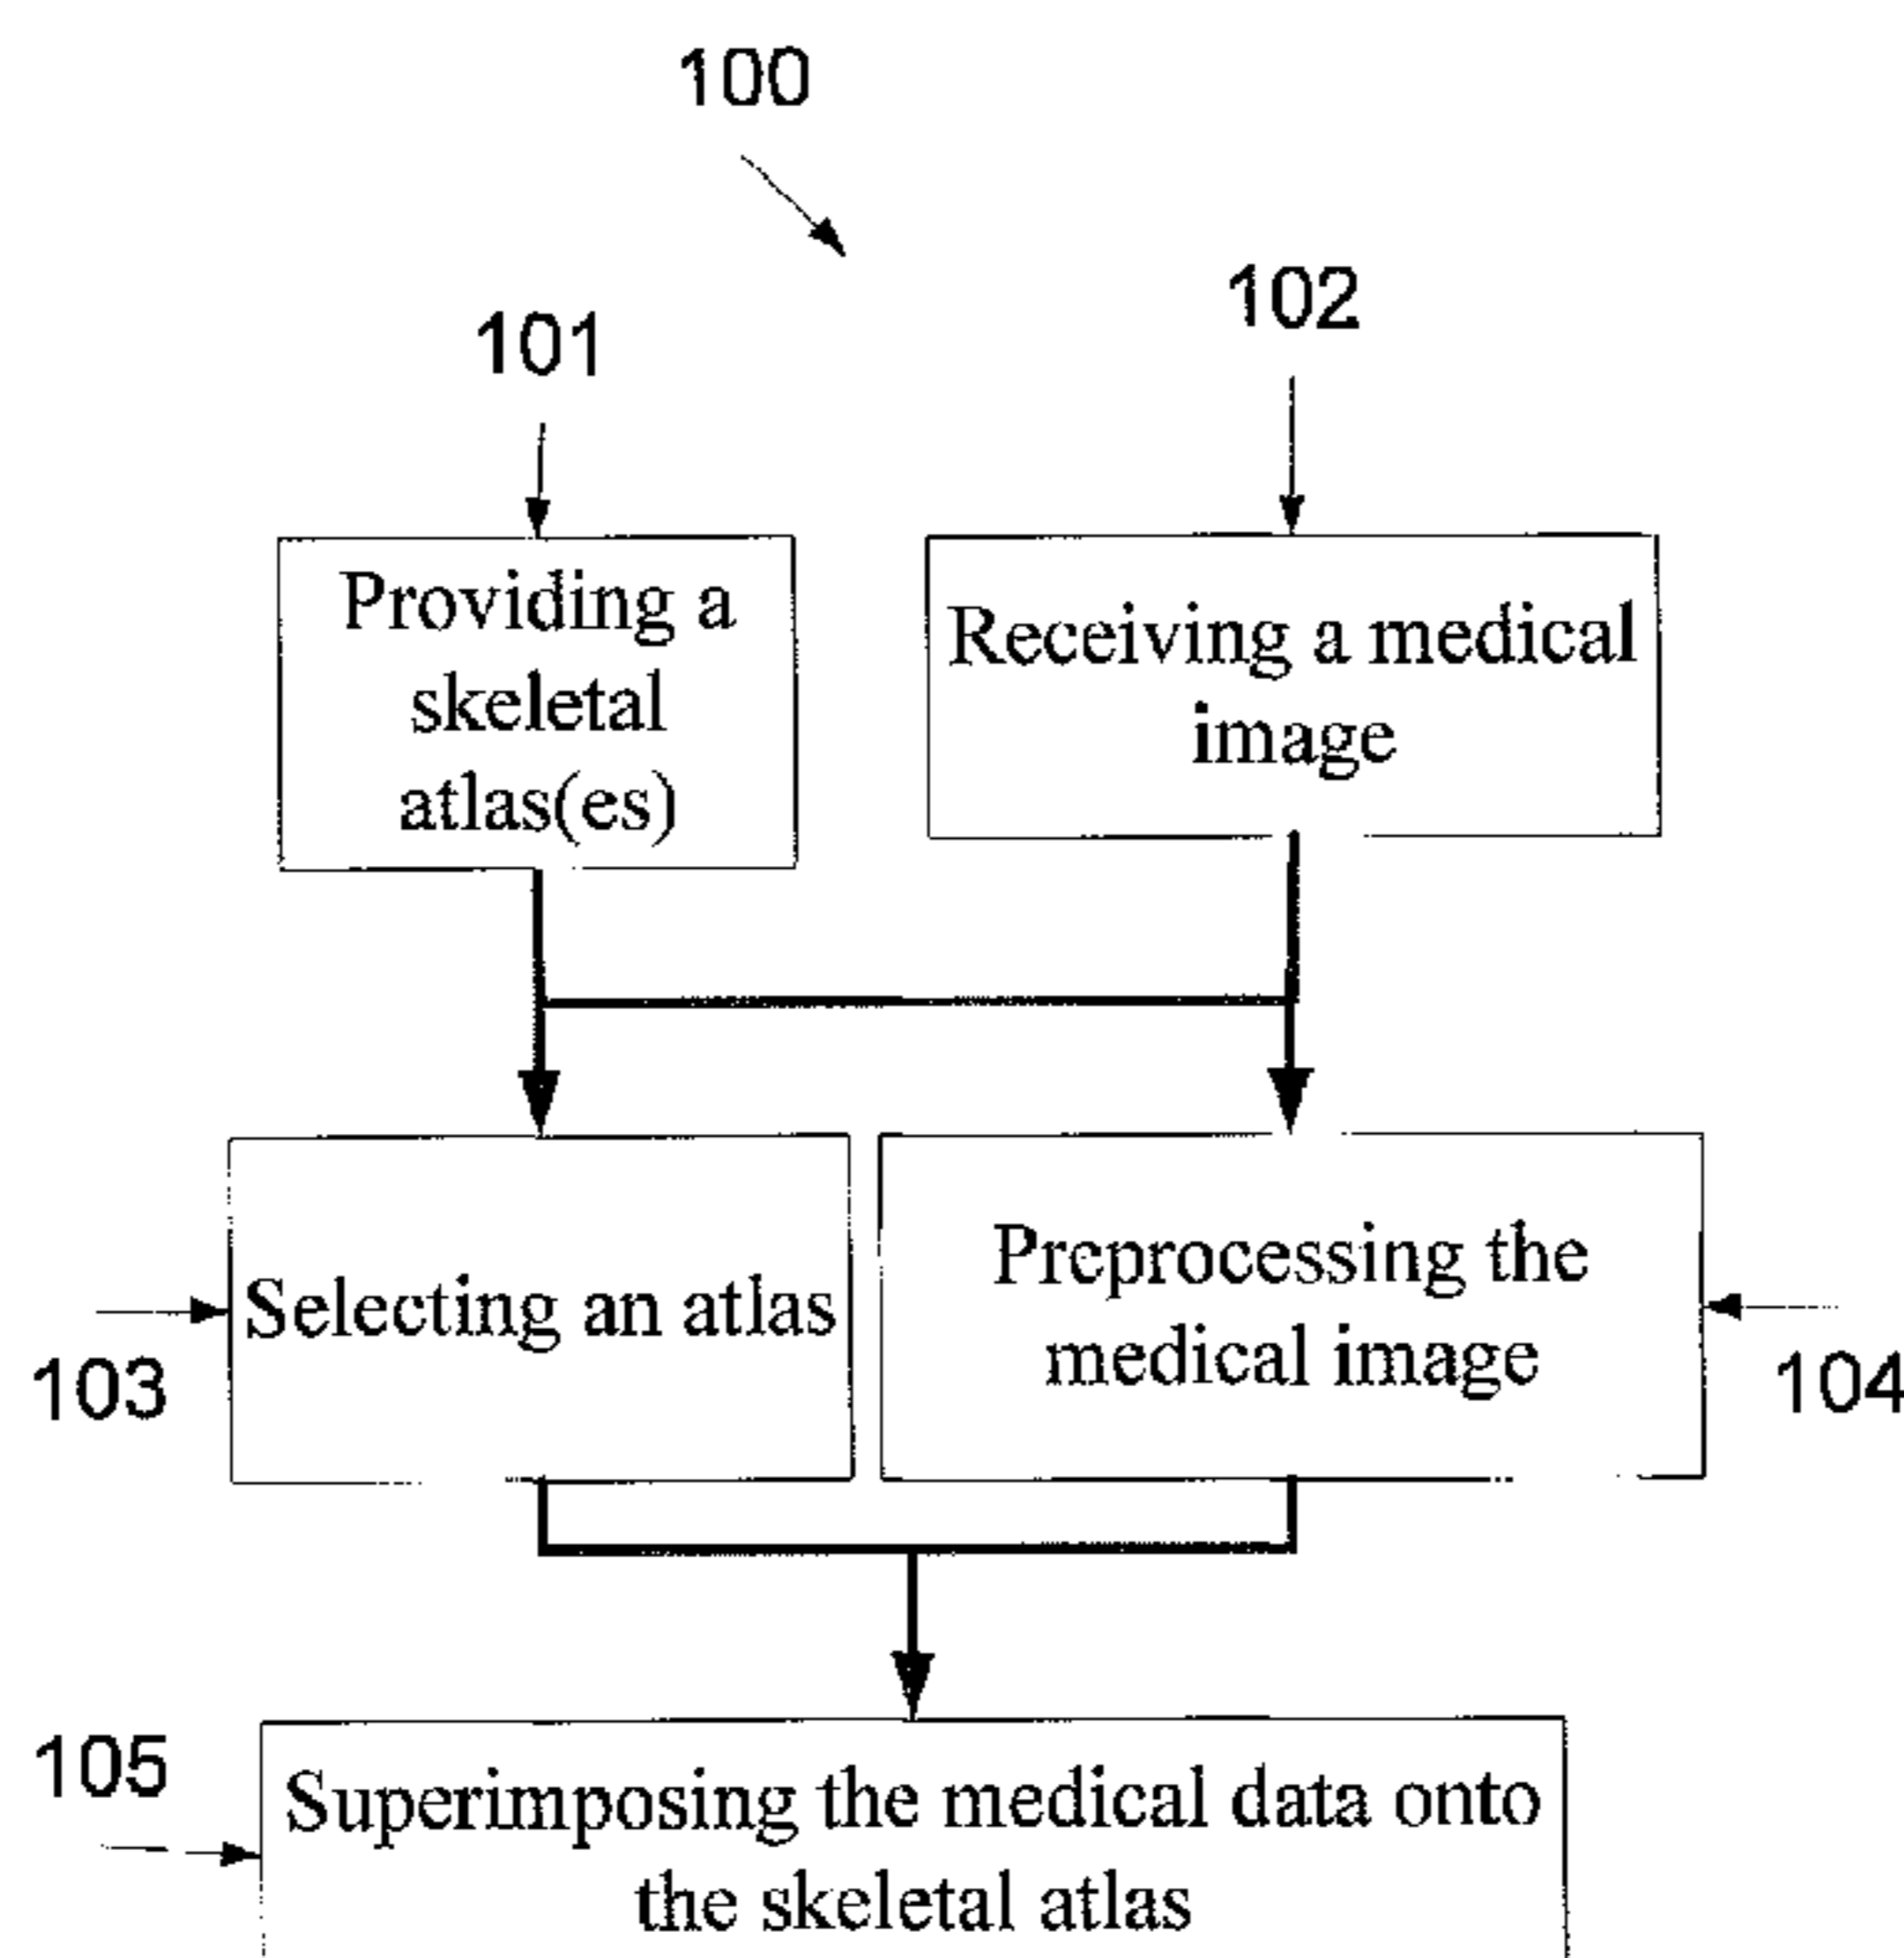 100
101
102
Providing a
skeletal
atlas(es)
Receiving a medical
image
Selecting an atlas
Preprocessing the
medical image
103
104
105
Superimposing the medical data onto
the skeletal atlas